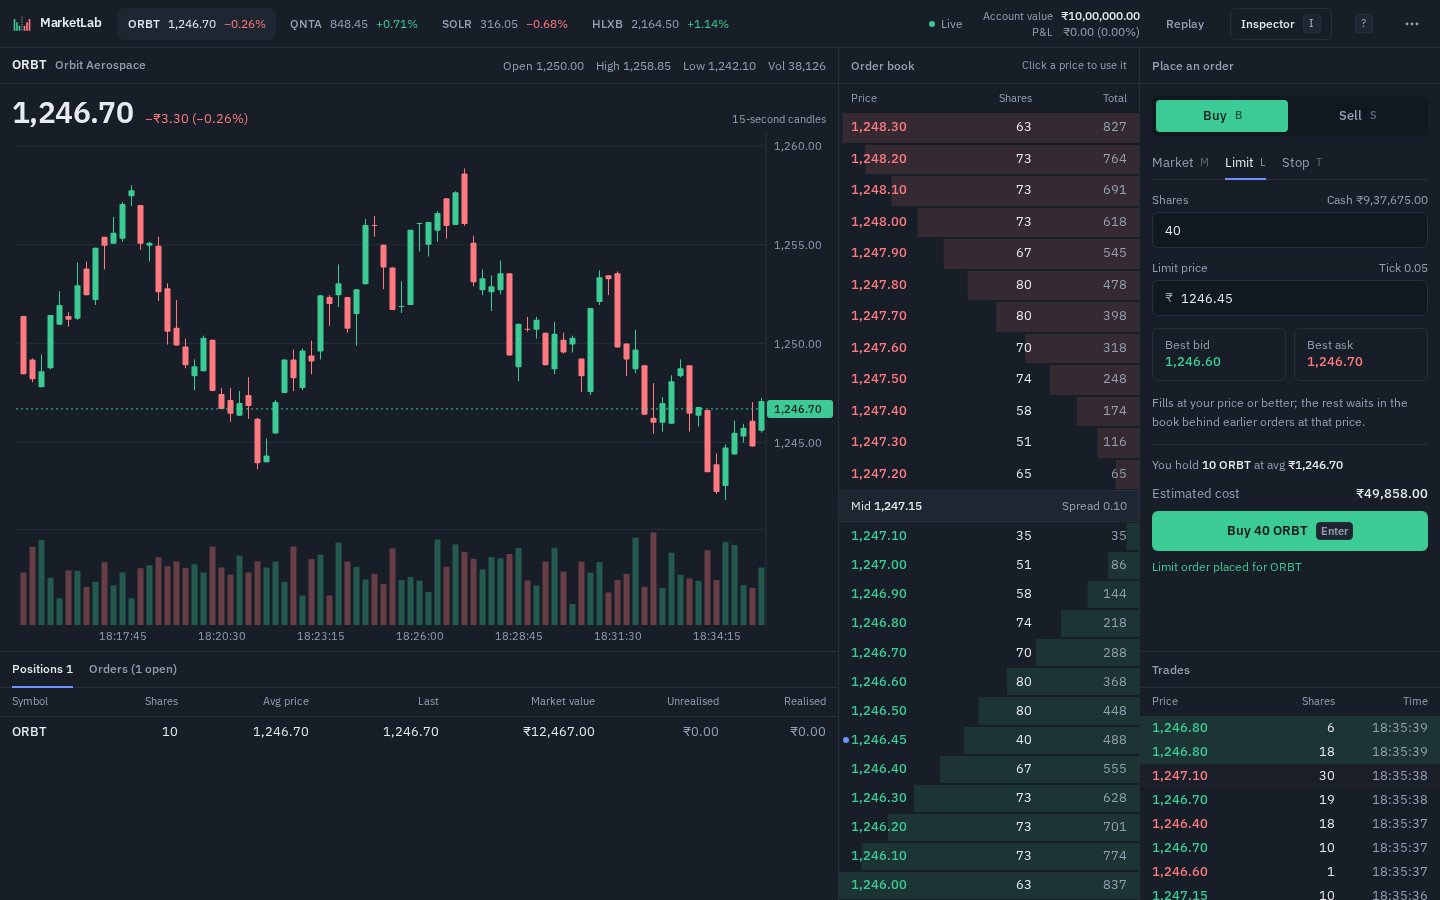 MarketLab ORBT 1,246.70 −0.26% QNTA 848.45 +0.71% SOLR 316.05 −0.68% HLXB 2,164.50 +1.14% Live Account value ₹10,00,000.00 Replay Inspector I ? ···
P&L ₹0.00 (0.00%)
ORBT Orbit Aerospace Open 1,250.00 High 1,258.85 Low 1,242.10 Vol 38,126
1,246.70 −₹3.30 (−0.26%) 15-second candles
1,260.00
1,255.00
1,250.00
1,246.70
1,245.00
18:17:45 18:20:30 18:23:15 18:26:00 18:28:45 18:31:30 18:34:15
Positions 1 Orders (1 open)
Symbol Shares Avg price Last Market value Unrealised Realised
ORBT 10 1,246.70 1,246.70 ₹12,467.00 ₹0.00 ₹0.00
Order book Click a price to use it
Price Shares Total
1,248.30 63 827
1,248.20 73 764
1,248.10 73 691
1,248.00 73 618
1,247.90 67 545
1,247.80 80 478
1,247.70 80 398
1,247.60 70 318
1,247.50 74 248
1,247.40 58 174
1,247.30 51 116
1,247.20 65 65
Mid 1,247.15 Spread 0.10
1,247.10 35 35
1,247.00 51 86
1,246.90 58 144
1,246.80 74 218
1,246.70 70 288
1,246.60 80 368
1,246.50 80 448
1,246.45 40 488
1,246.40 67 555
1,246.30 73 628
1,246.20 73 701
1,246.10 73 774
1,246.00 63 837
Place an order
Buy B Sell S
Market M Limit L Stop T
Shares Cash ₹9,37,675.00
40
Limit price Tick 0.05
₹ 1246.45
Best bid Best ask
1,246.60 1,246.70
Fills at your price or better; the rest waits in the
book behind earlier orders at that price.
You hold 10 ORBT at avg ₹1,246.70
Estimated cost ₹49,858.00
Buy 40 ORBT Enter
Limit order placed for ORBT
Trades
Price Shares Time
1,246.80 6 18:35:39
1,246.80 18 18:35:39
1,247.10 30 18:35:38
1,246.70 19 18:35:38
1,246.40 18 18:35:37
1,246.70 10 18:35:37
1,246.60 1 18:35:37
1,247.15 10 18:35:36